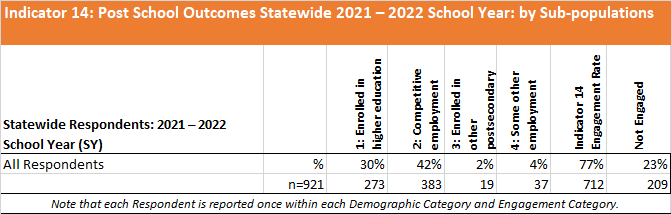 Indicator 14: Post School Outcomes Statewide 2021 – 2022 School Year: by Sub-populations
Statewide Respondents: 2021 – 2022
School Year (SY)
1: Enrolled in
higher education
2: Competitive
employment
3: Enrolled in
other
postsecondary
4: Some other
employment
Indicator 14
Engagement Rate
Not Engaged
All Respondents % 30% 42% 2% 4% 77% 23%
n=921 273 383 19 37 712 209
Note that each Respondent is reported once within each Demographic Category and Engagement Category.